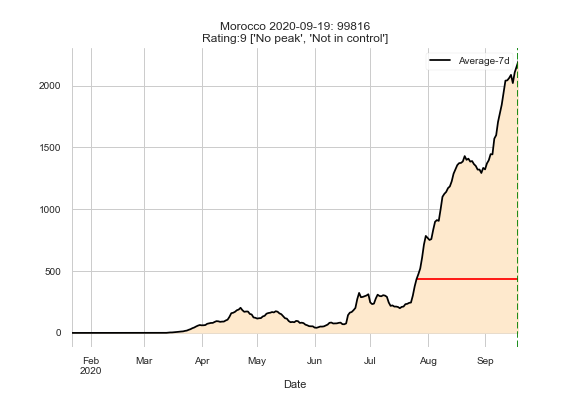 Morocco 2020-09-19: 99816
Rating:9 ['No peak', 'Not in control']
Average-7d
2000
1500
1000
500
0
Feb Mar Apr May Jun Jul Aug Sep
2020
Date